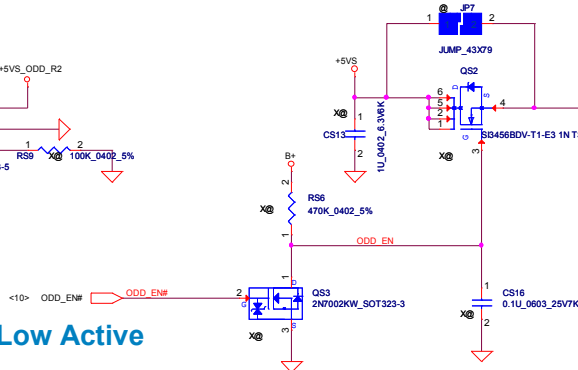 @ JP7
1 2
JUMP_43X79
+5VS_ODD_R2
+5VS
QS2
D
S
6
5
2
1
4
G
3
SI3456BDV-T1-E3 1N
X@
X@
1
CS13
2
1U_0402_6.3V6K
1 2
RS9 X@ 100K_0402_5%
B+
2
RS6
X@
470K_0402_5%
1
ODD_EN
1
D
<10> ODD_EN# ODD_EN# 2
G
QS3
2N7002KW_SOT323-3
S
3
X@
1
CS16
X@
0.1U_0603_25V7K
2
Low Active